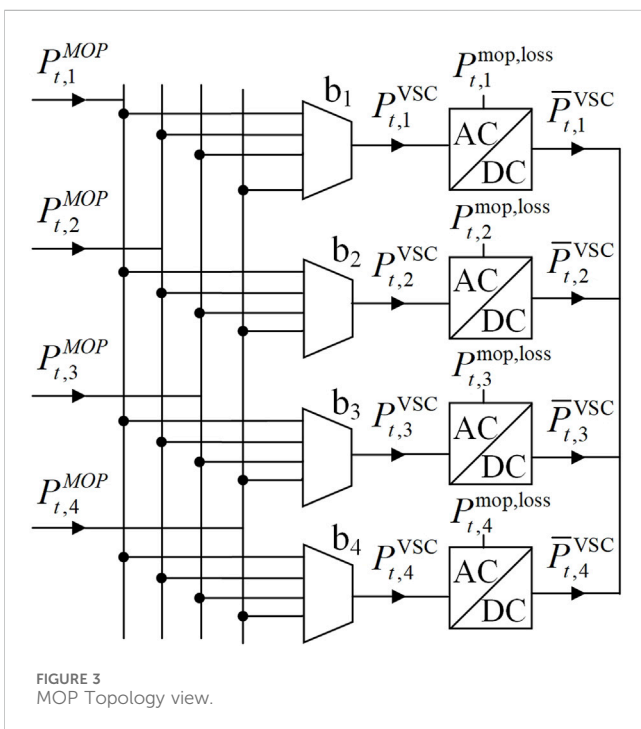 P_{t,1}^{MOP}
b₁
P_{t,1}^{VSC}
P_{t,1}^{mop,loss}
AC
DC
P̅_{t,1}^{VSC}
P_{t,2}^{MOP}
b₂
P_{t,2}^{VSC}
P_{t,2}^{mop,loss}
AC
DC
P̅_{t,2}^{VSC}
P_{t,3}^{MOP}
b₃
P_{t,3}^{VSC}
P_{t,3}^{mop,loss}
AC
DC
P̅_{t,3}^{VSC}
P_{t,4}^{MOP}
b₄
P_{t,4}^{VSC}
P_{t,4}^{mop,loss}
AC
DC
P̅_{t,4}^{VSC}
FIGURE 3
MOP Topology view.